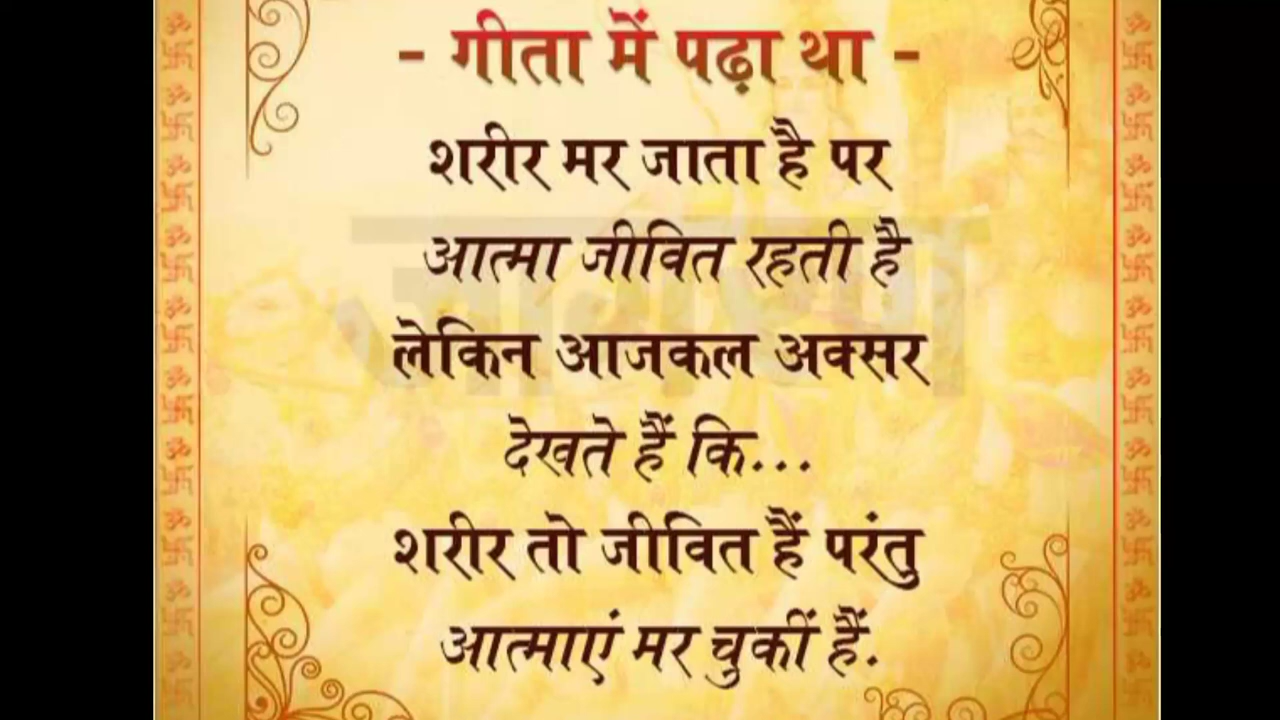 - गीता में पढ़ा था -
शरीर मर जाता है पर
आत्मा जीवित रहती है
लेकिन आजकल अक्सर
देखते हैं कि...
शरीर तो जीवित हैं परंतु
आत्माएं मर चुकीं हैं.